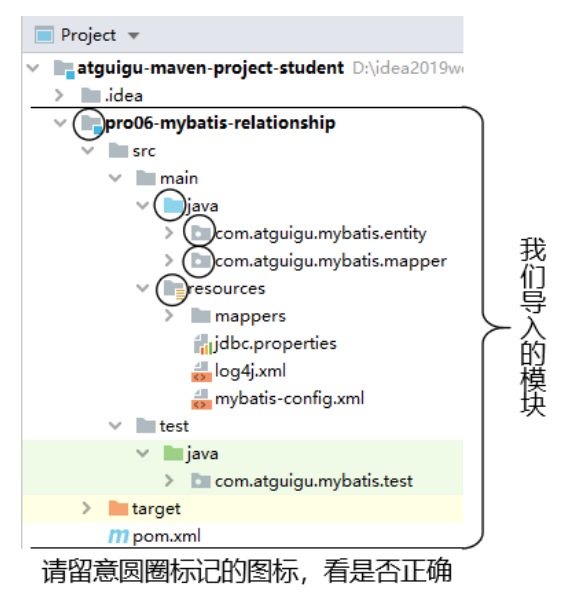 Project
atguigu-maven-project-student D:\idea2019w
.idea
pro06-mybatis-relationship
src
main
java
com.atguigu.mybatis.entity
com.atguigu.mybatis.mapper
resources
mappers
jdbc.properties
log4j.xml
mybatis-config.xml
test
java
com.atguigu.mybatis.test
target
pom.xml
我们导入的模块
请留意圆圈标记的图标，看是否正确